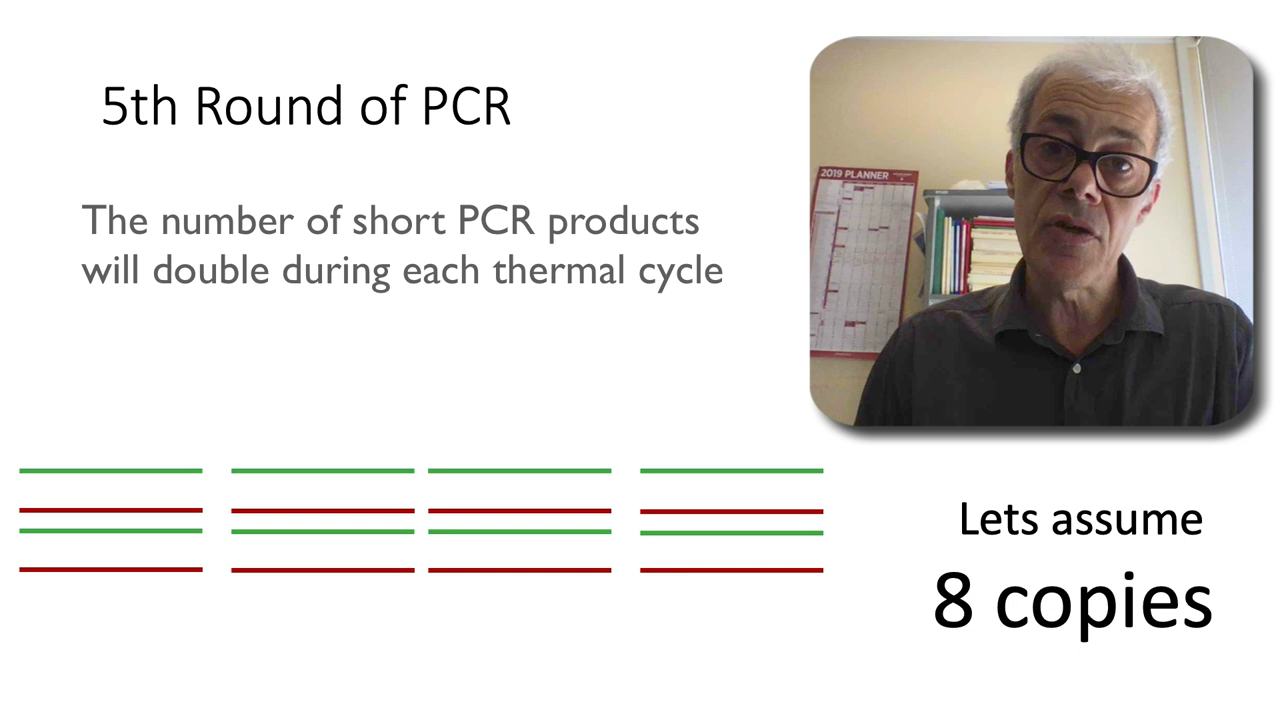 5th Round of PCR
The number of short PCR products
will double during each thermal cycle
2019 PLANNER
Lets assume
8 copies